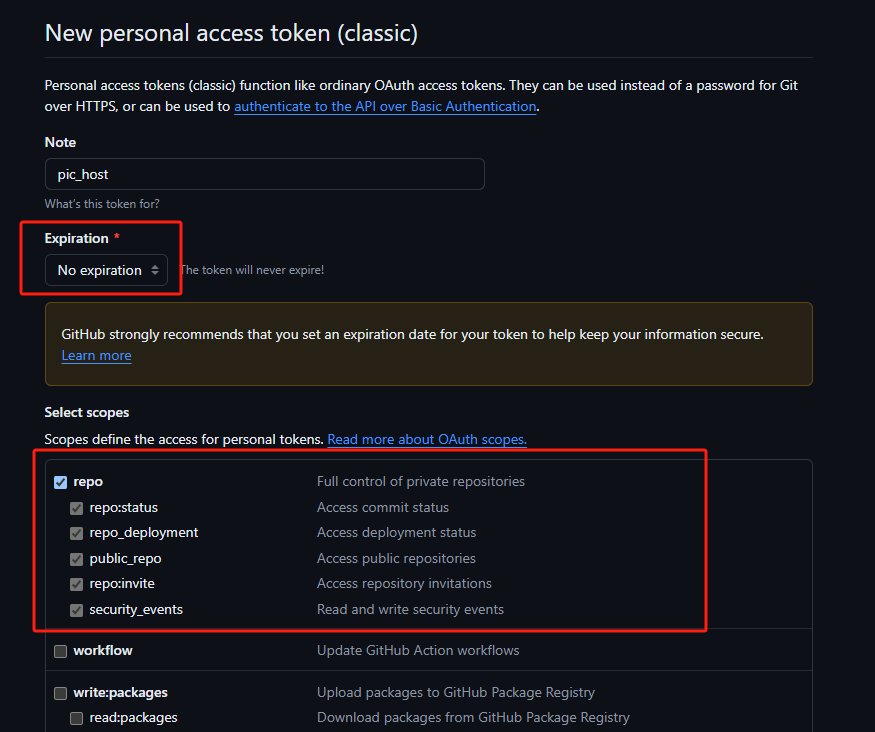 New personal access token (classic)
Personal access tokens (classic) function like ordinary OAuth access tokens. They can be used instead of a password for Git
over HTTPS, or can be used to authenticate to the API over Basic Authentication.
Note
pic_host
What's this token for?
Expiration *
No expiration The token will never expire!
GitHub strongly recommends that you set an expiration date for your token to help keep your information secure.
Learn more
Select scopes
Scopes define the access for personal tokens. Read more about OAuth scopes.
repo Full control of private repositories
repo:status Access commit status
repo_deployment Access deployment status
public_repo Access public repositories
repo:invite Access repository invitations
security_events Read and write security events
workflow Update GitHub Action workflows
write:packages Upload packages to GitHub Package Registry
read:packages Download packages from GitHub Package Registry